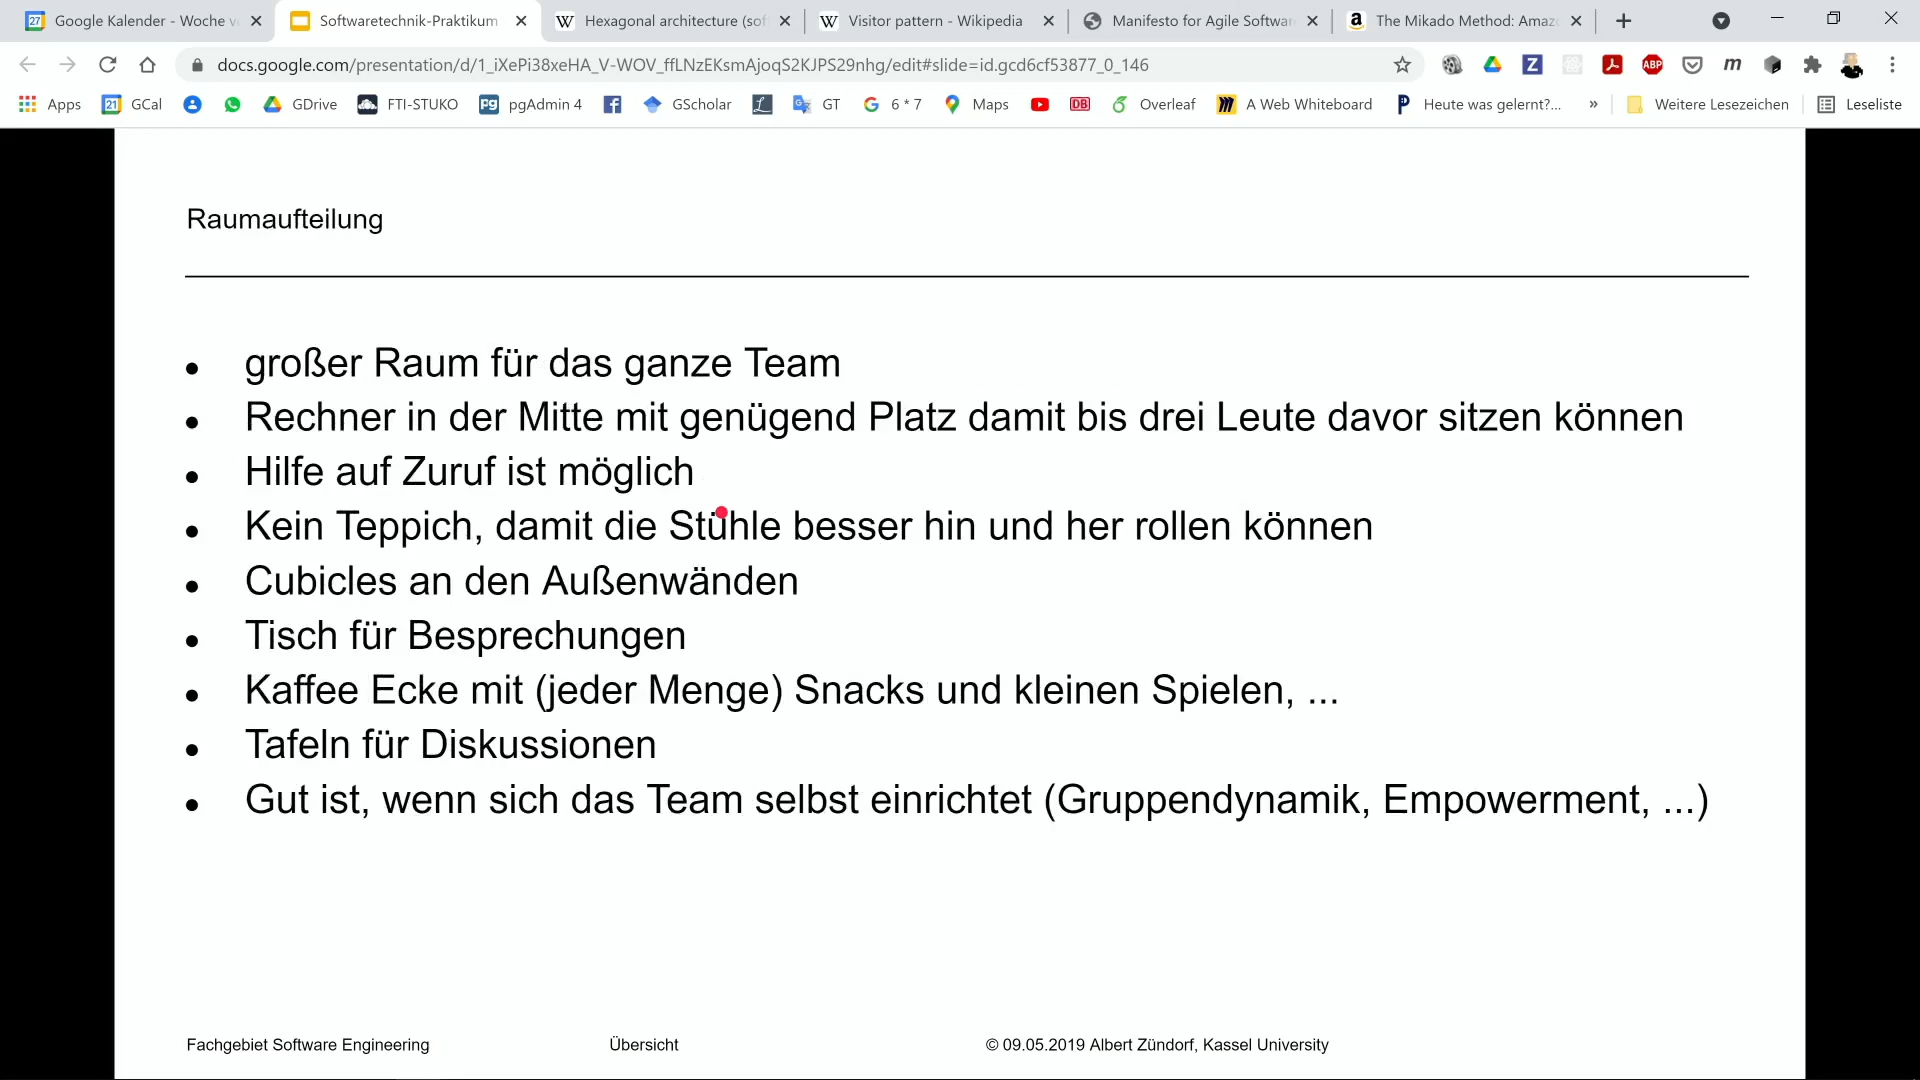 Google Kalender - Woche v
Softwaretechnik-Praktikum
Hexagonal architecture (sof
Visitor pattern - Wikipedia
Manifesto for Agile Softwar
The Mikado Method: Amaz
docs.google.com/presentation/d/1_iXePi38xeHA_V-WOV_ffLNzEKsmAjoqS2KJPS29nhg/edit#slide=id.gcd6cf53877_0_146
Apps GCal GDrive FTI-STUKO pgAdmin 4 GScholar GT 6 * 7 Maps Overleaf A Web Whiteboard Heute was gelernt?... » Weitere Lesezeichen Leseliste
Raumaufteilung
großer Raum für das ganze Team
Rechner in der Mitte mit genügend Platz damit bis drei Leute davor sitzen können
Hilfe auf Zuruf ist möglich
Kein Teppich, damit die Stühle besser hin und her rollen können
Cubicles an den Außenwänden
Tisch für Besprechungen
Kaffee Ecke mit (jeder Menge) Snacks und kleinen Spielen, ...
Tafeln für Diskussionen
Gut ist, wenn sich das Team selbst einrichtet (Gruppendynamik, Empowerment, ...)
Fachgebiet Software Engineering
Übersicht
© 09.05.2019 Albert Zündorf, Kassel University